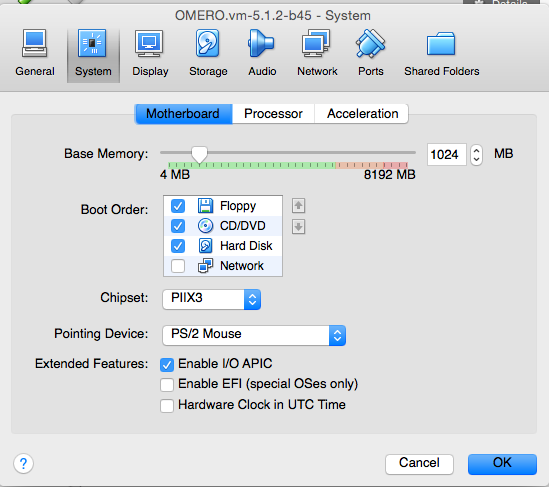 Details
OMERO.vm-5.1.2-b45 - System
General System Display Storage Audio Network Ports Shared Folders
Motherboard Processor Acceleration
Base Memory: 1024 MB
4 MB 8192 MB
Boot Order: Floppy
CD/DVD
Hard Disk
Network
Chipset: PIIX3
Pointing Device: PS/2 Mouse
Extended Features: Enable I/O APIC
Enable EFI (special OSes only)
Hardware Clock in UTC Time
? Cancel OK